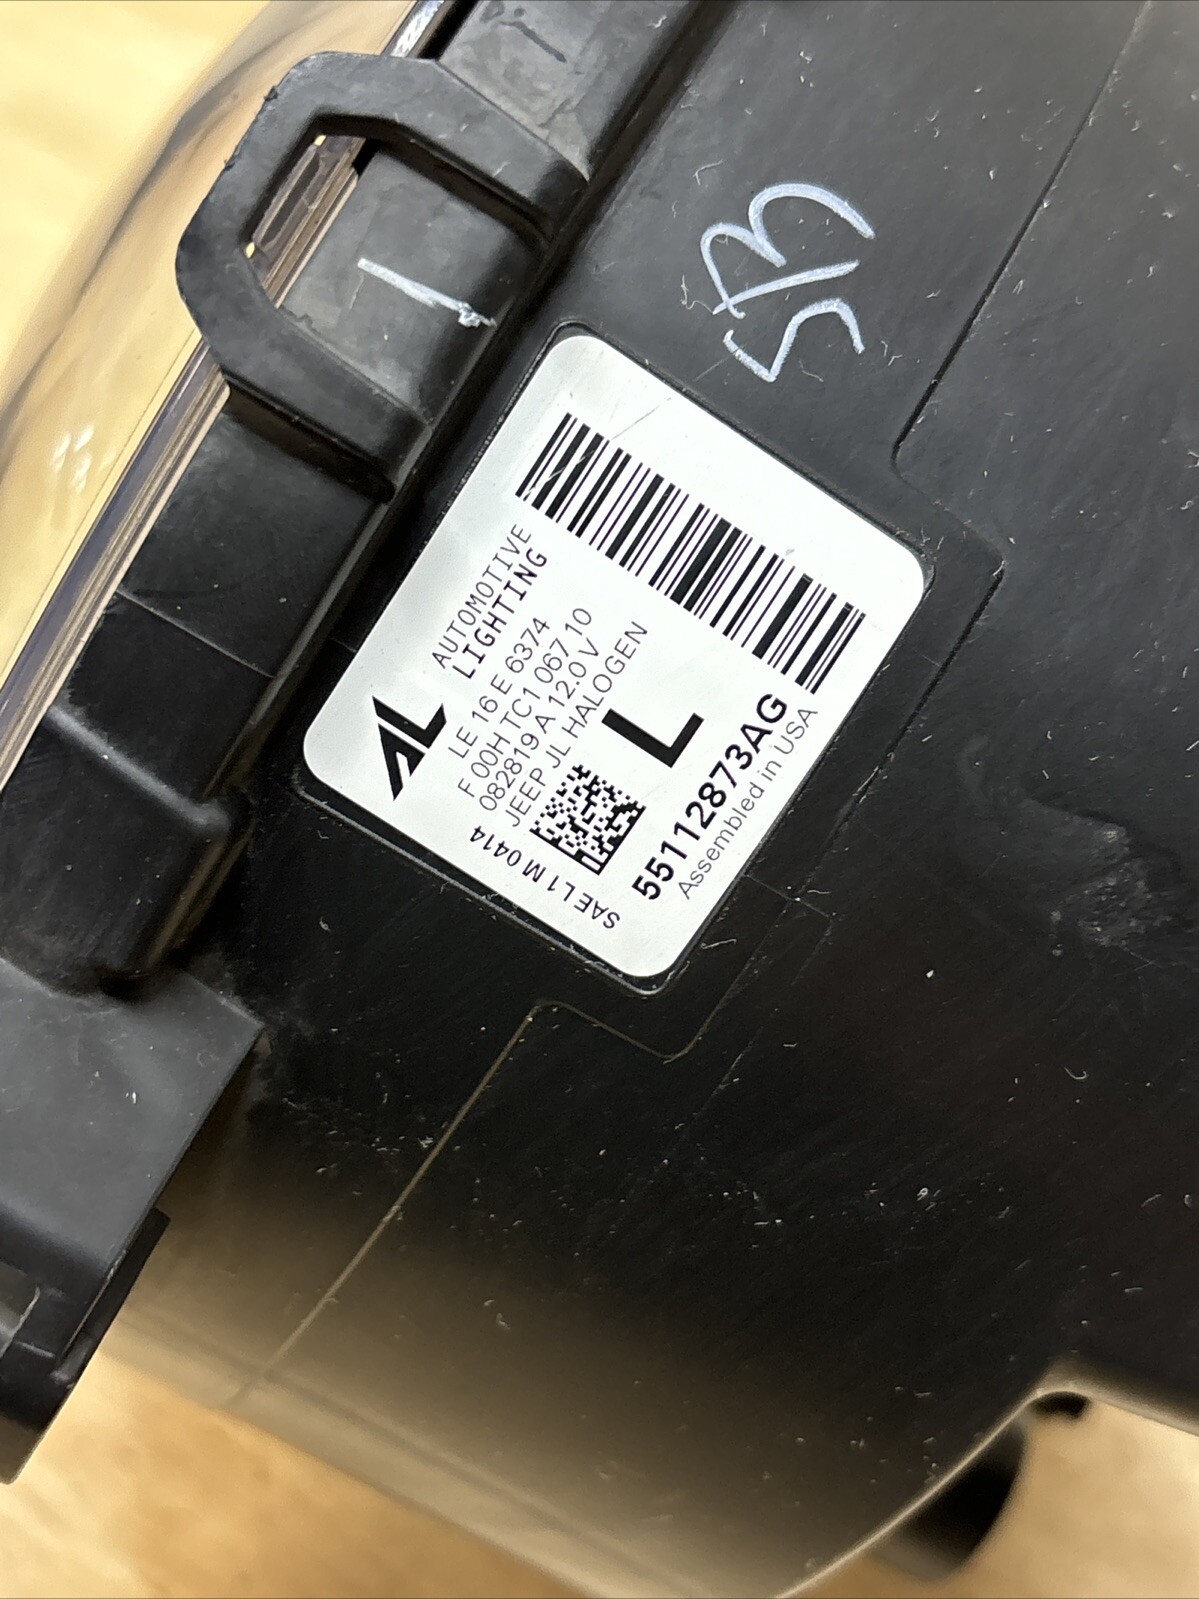 AL
AUTOMOTIVE
LIGHTING
LE 16 E 6374
F 00H TC1 067 10
082819 A 12.0 V
JEEP JL HALOGEN
L
55112873AG
Assembled in USA
SAE L1 M 0414